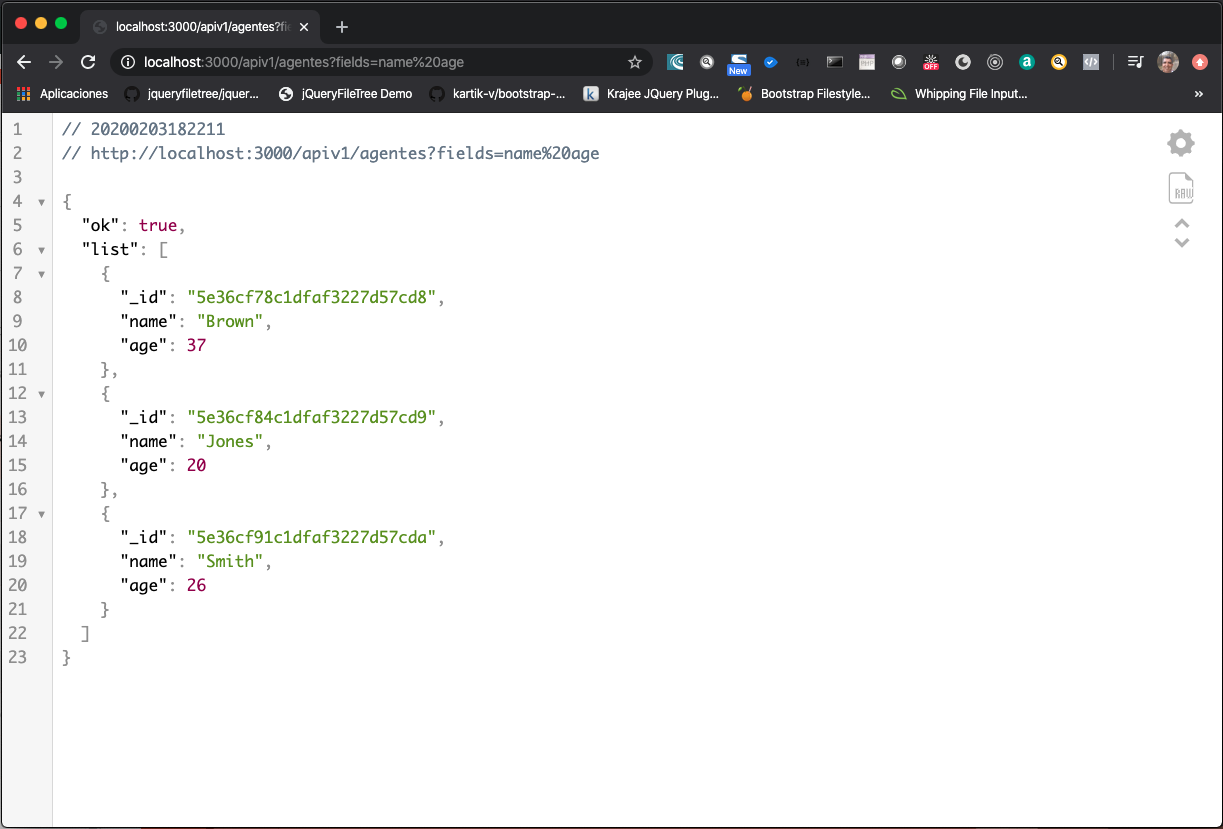 localhost:3000/apiv1/agentes?fi
localhost:3000/apiv1/agentes?fields=name%20age
New
OFF
Aplicaciones jqueryfiletree/jquer... jQueryFileTree Demo kartik-v/bootstrap-... Krajee JQuery Plug... Bootstrap Filestyle... Whipping File Input... »
1 // 20200203182211
2 // http://localhost:3000/apiv1/agentes?fields=name%20age
3
4 {
5 "ok": true,
6 "list": [
7 {
8 "_id": "5e36cf78c1dfaf3227d57cd8",
9 "name": "Brown",
10 "age": 37
11 },
12 {
13 "_id": "5e36cf84c1dfaf3227d57cd9",
14 "name": "Jones",
15 "age": 20
16 },
17 {
18 "_id": "5e36cf91c1dfaf3227d57cda",
19 "name": "Smith",
20 "age": 26
21 }
22 ]
23 }
RAW